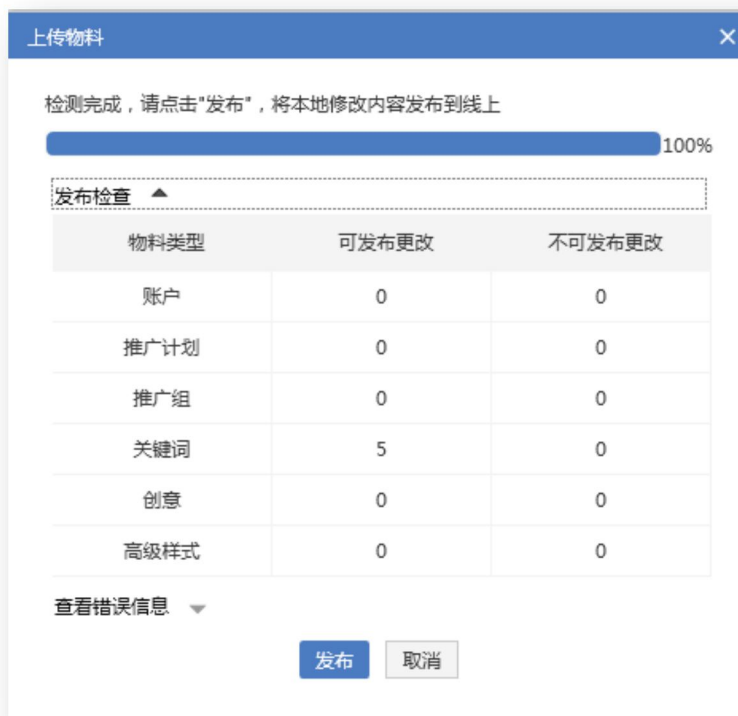 上传物料
检测完成，请点击"发布"，将本地修改内容发布到线上
100%
发布检查
物料类型 可发布更改 不可发布更改
账户 0 0
推广计划 0 0
推广组 0 0
关键词 5 0
创意 0 0
高级样式 0 0
查看错误信息
发布 取消